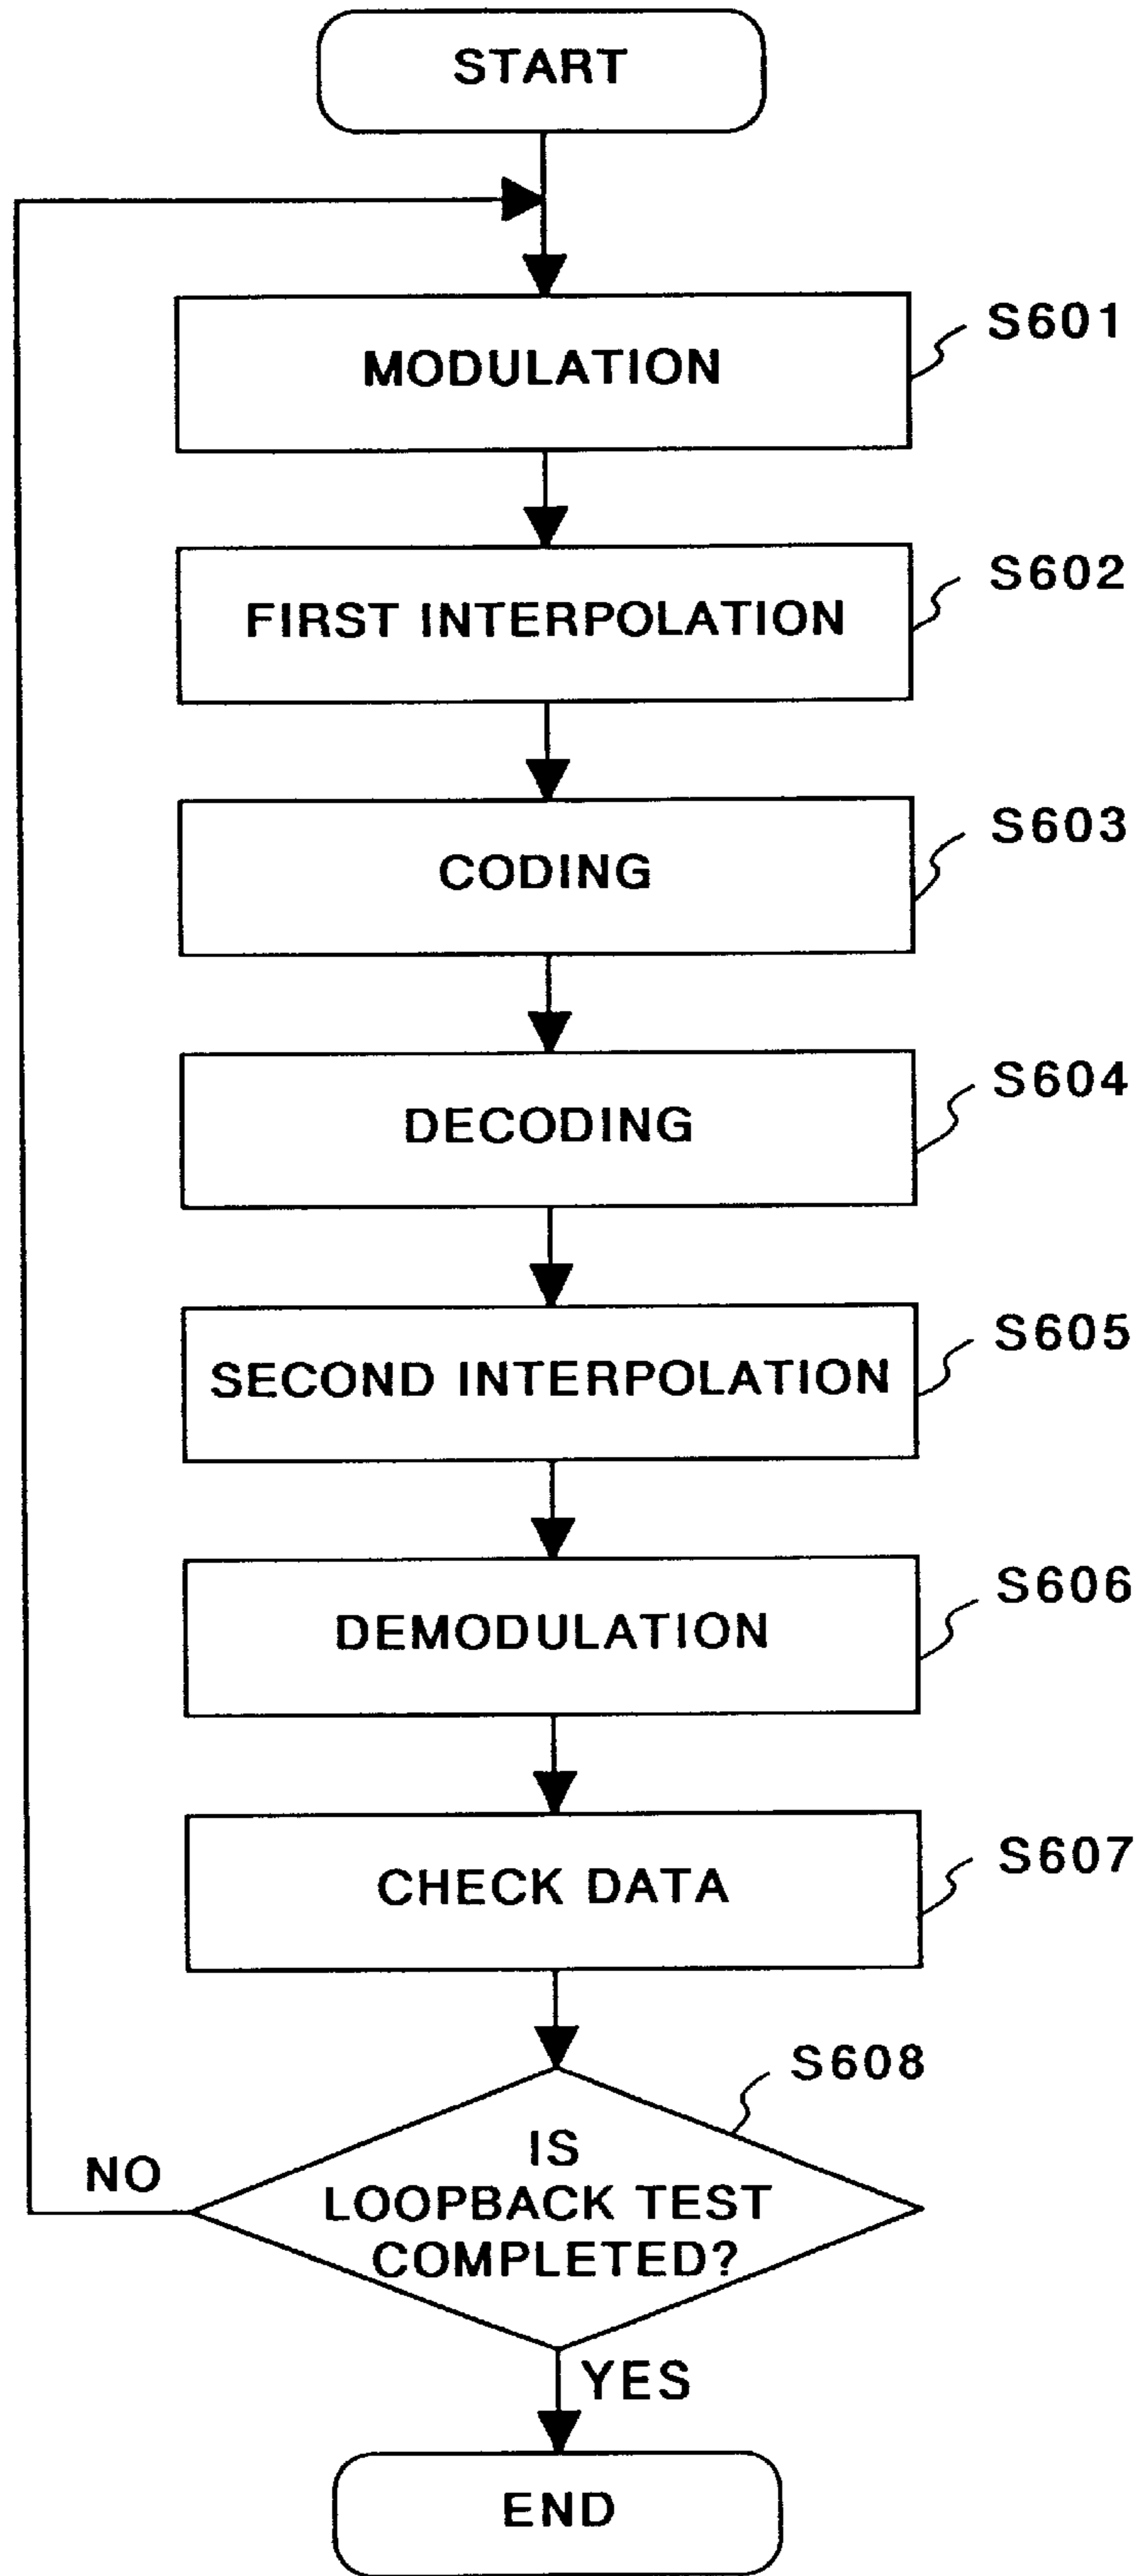 START
S601
MODULATION
S602
FIRST INTERPOLATION
S603
CODING
S604
DECODING
S605
SECOND INTERPOLATION
S606
DEMODULATION
S607
CHECK DATA
S608
IS
LOOPBACK TEST
COMPLETED?
NO
YES
END